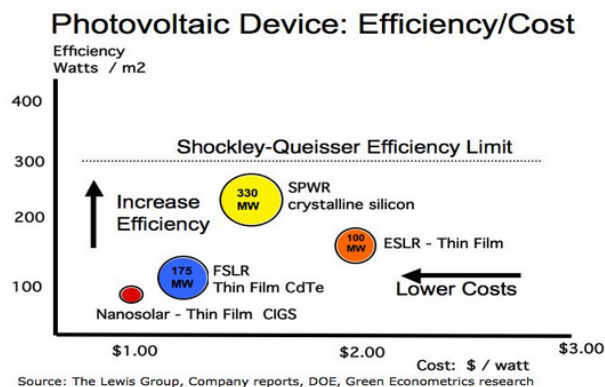 Photovoltaic Device: Efficiency/Cost
Efficiency
Watts / m2
400
Shockley-Queisser Efficiency Limit
300
Increase
Efficiency
330
MW
SPWR
crystalline silicon
200
100
MW
ESLR - Thin Film
175
MW
FSLR
Thin Film CdTe
Lower Costs
100
Nanosolar - Thin Film CIGS
$1.00
$2.00
$3.00
Cost: $ / watt
Source: The Lewis Group, Company reports, DOE, Green Econometrics research